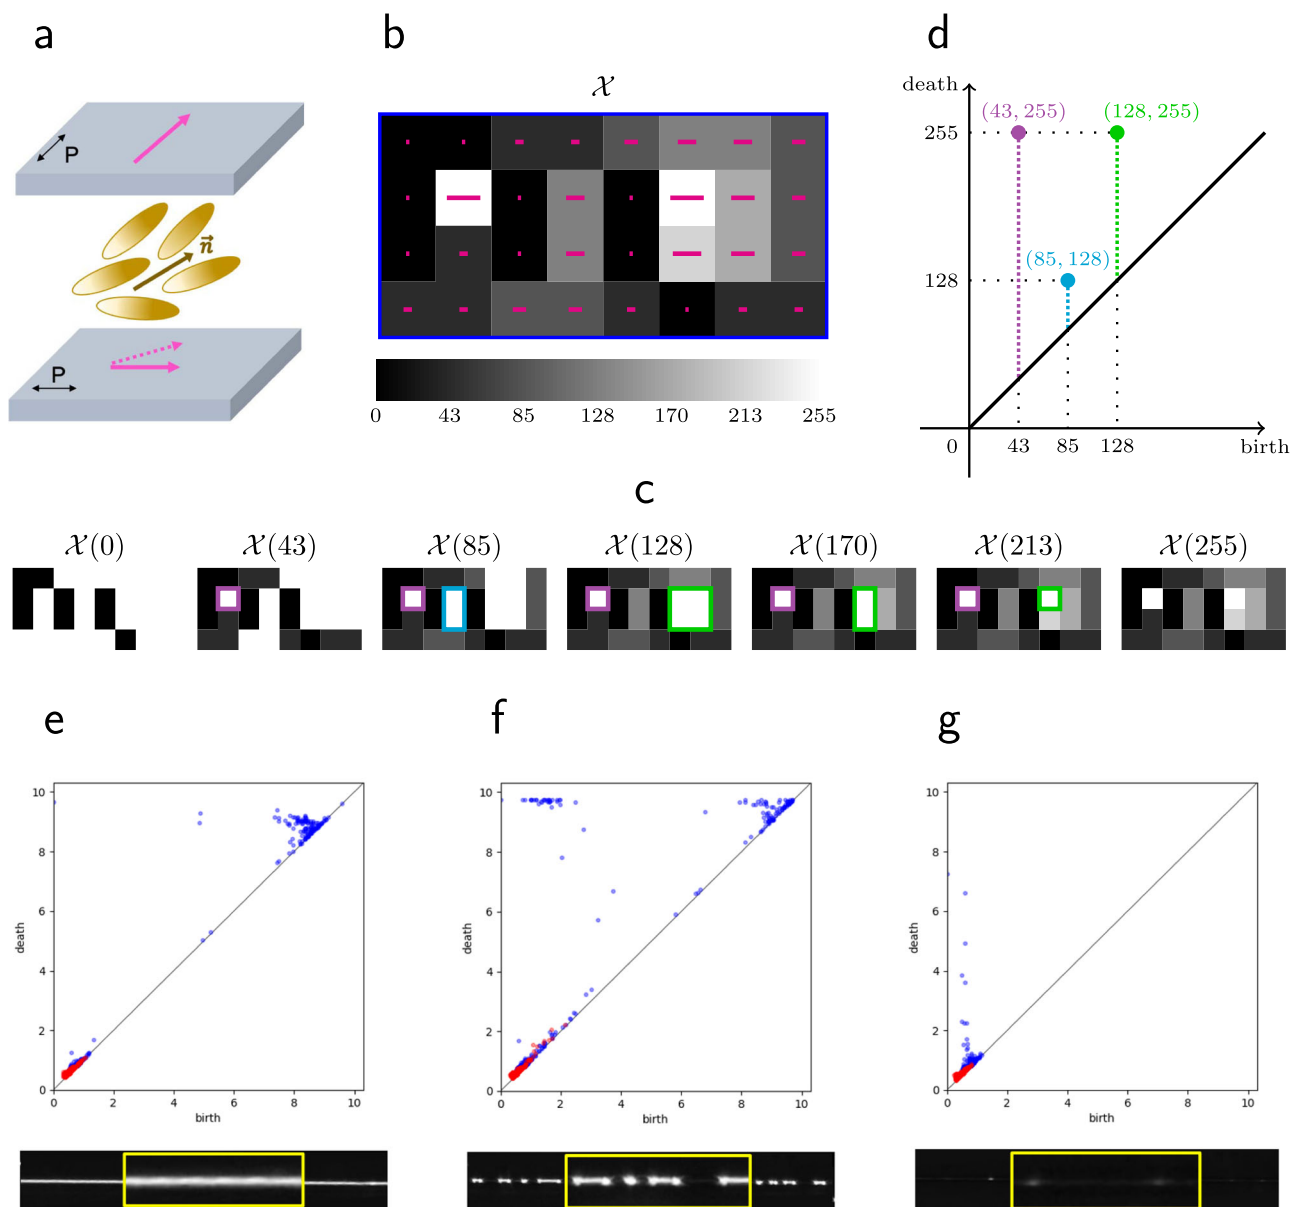 a
b
d
P
n⃗
P
𝒳
0 43 85 128 170 213 255
death
(43, 255)
(128, 255)
255
(85, 128)
128
0 43 85 128 birth
c
𝒳(0) 𝒳(43) 𝒳(85) 𝒳(128) 𝒳(170) 𝒳(213) 𝒳(255)
e
10
8
6
death
4
2
0
0 2 4 6 8 10
birth
f
10
8
6
death
4
2
0
0 2 4 6 8 10
birth
g
10
8
6
death
4
2
0
0 2 4 6 8 10
birth